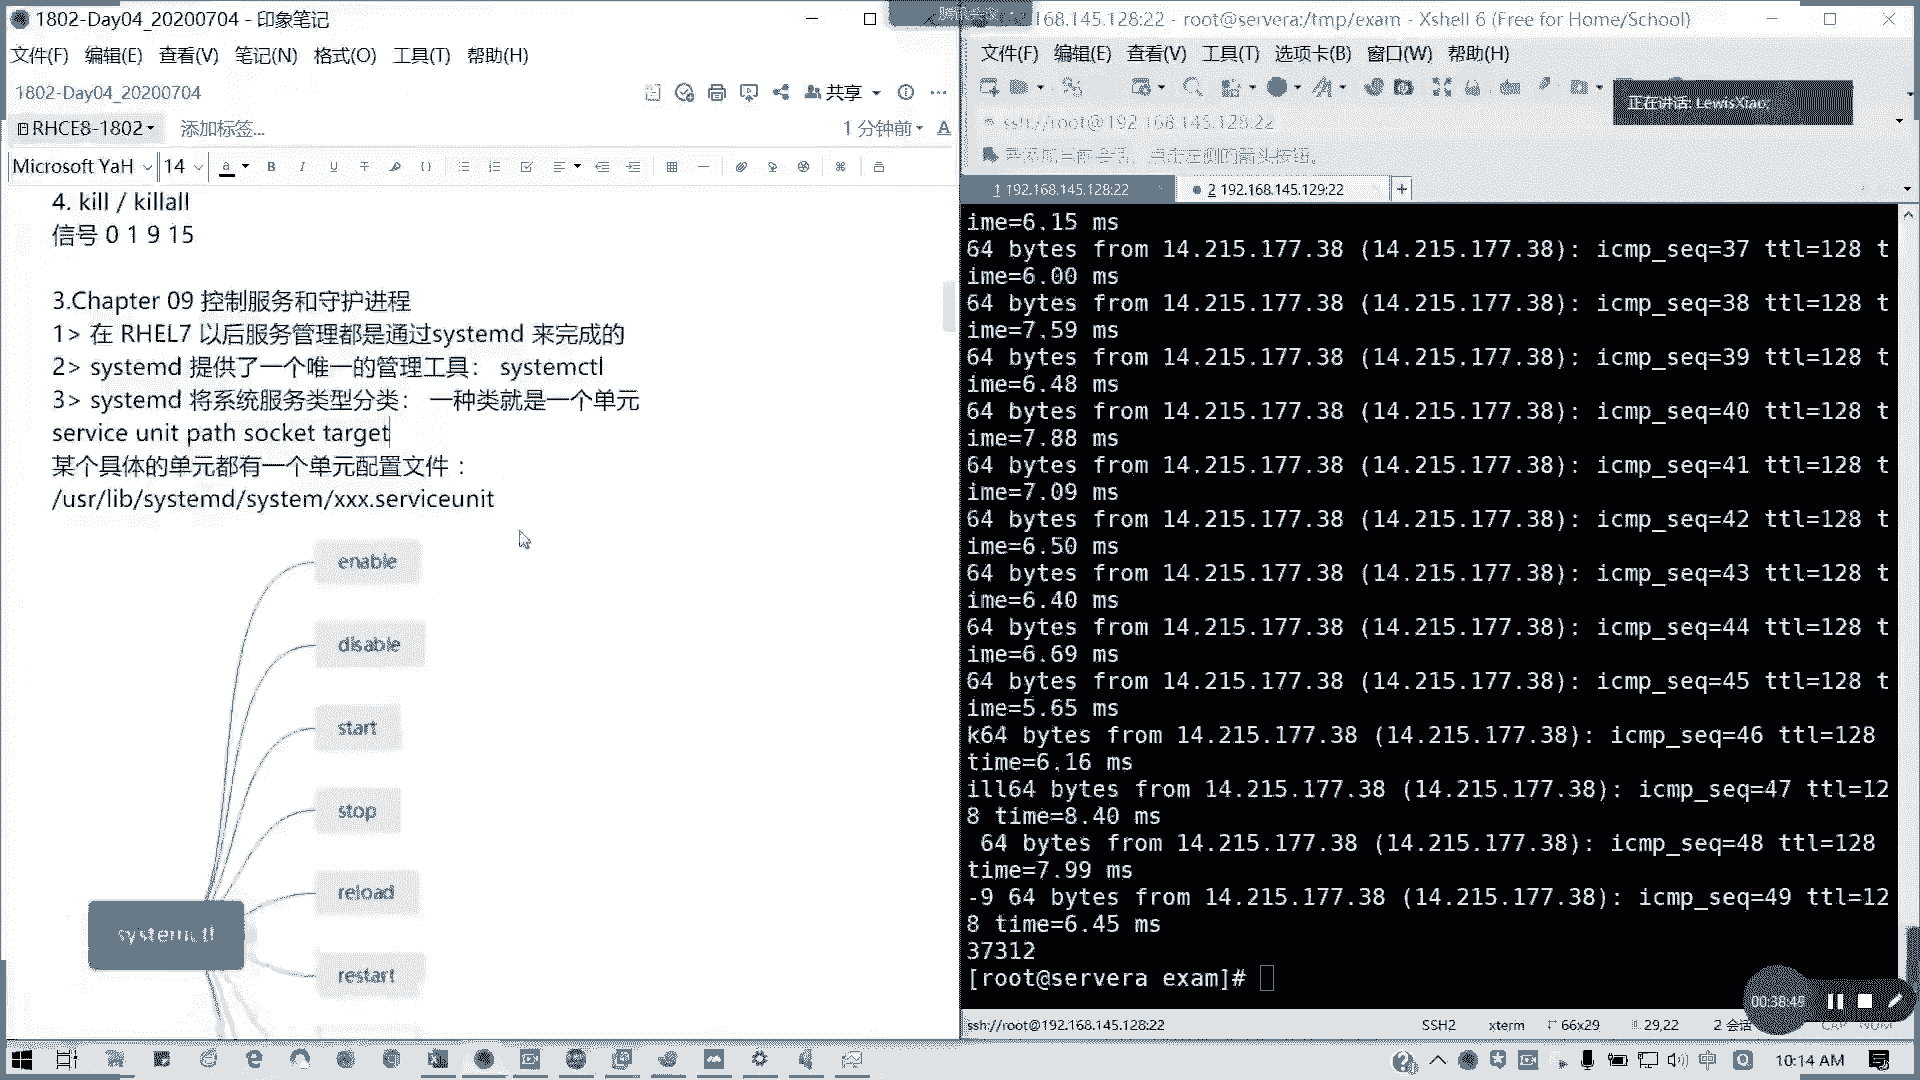 1802-Day04_20200704 - 印象笔记
文件(F) 编辑(E) 查看(V) 笔记(N) 格式(O) 工具(T) 帮助(H)
1802-Day04_20200704
共享
RHCE8-1802
添加标签...
1 分钟前
Microsoft YaH 14
4. kill / killall
信号 0 1 9 15
3.Chapter 09 控制服务和守护进程
1> 在 RHEL7 以后服务管理都是通过systemd 来完成的
2> systemd 提供了一个唯一的管理工具： systemctl
3> systemd 将系统服务类型分类： 一种类就是一个单元
service unit path socket target
某个具体的单元都有一个单元配置文件：
/usr/lib/systemd/system/xxx.serviceunit
enable
disable
start
stop
reload
systemctl
restart
168.145.128:22 - root@servera:/tmp/exam - Xshell 6 (Free for Home/School)
文件(F) 编辑(E) 查看(V) 工具(T) 选项卡(B) 窗口(W) 帮助(H)
正在讲话: LewisXiao;
ssh://root@192.168.145.128:22
1 192.168.145.128:22
2 192.168.145.129:22
ime=6.15 ms
64 bytes from 14.215.177.38 (14.215.177.38): icmp_seq=37 ttl=128 t
ime=6.00 ms
64 bytes from 14.215.177.38 (14.215.177.38): icmp_seq=38 ttl=128 t
ime=7.59 ms
64 bytes from 14.215.177.38 (14.215.177.38): icmp_seq=39 ttl=128 t
ime=6.48 ms
64 bytes from 14.215.177.38 (14.215.177.38): icmp_seq=40 ttl=128 t
ime=7.88 ms
64 bytes from 14.215.177.38 (14.215.177.38): icmp_seq=41 ttl=128 t
ime=7.09 ms
64 bytes from 14.215.177.38 (14.215.177.38): icmp_seq=42 ttl=128 t
ime=6.50 ms
64 bytes from 14.215.177.38 (14.215.177.38): icmp_seq=43 ttl=128 t
ime=6.40 ms
64 bytes from 14.215.177.38 (14.215.177.38): icmp_seq=44 ttl=128 t
ime=6.69 ms
64 bytes from 14.215.177.38 (14.215.177.38): icmp_seq=45 ttl=128 t
ime=5.65 ms
k64 bytes from 14.215.177.38 (14.215.177.38): icmp_seq=46 ttl=128
time=6.16 ms
ill64 bytes from 14.215.177.38 (14.215.177.38): icmp_seq=47 ttl=12
8 time=8.40 ms
64 bytes from 14.215.177.38 (14.215.177.38): icmp_seq=48 ttl=128
time=7.99 ms
-9 64 bytes from 14.215.177.38 (14.215.177.38): icmp_seq=49 ttl=12
8 time=6.45 ms
37312
[root@servera exam]#
00:38:48
ssh://root@192.168.145.128:22 SSH2 xterm 66x29 29,22 2 会话 CAP NUM
中
10:14 AM